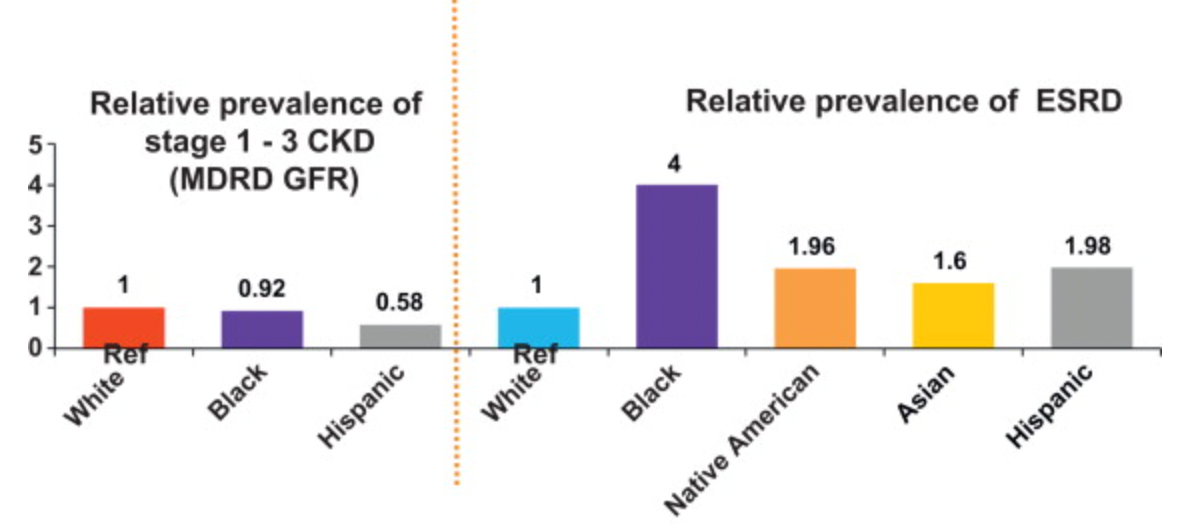 Relative prevalence of
stage 1 - 3 CKD
(MDRD GFR)
5
4
3
2
1
0
1
0.92
0.58
Ref
White
Black
Hispanic
Relative prevalence of ESRD
1
4
1.96
1.6
1.98
Ref
White
Black
Native American
Asian
Hispanic